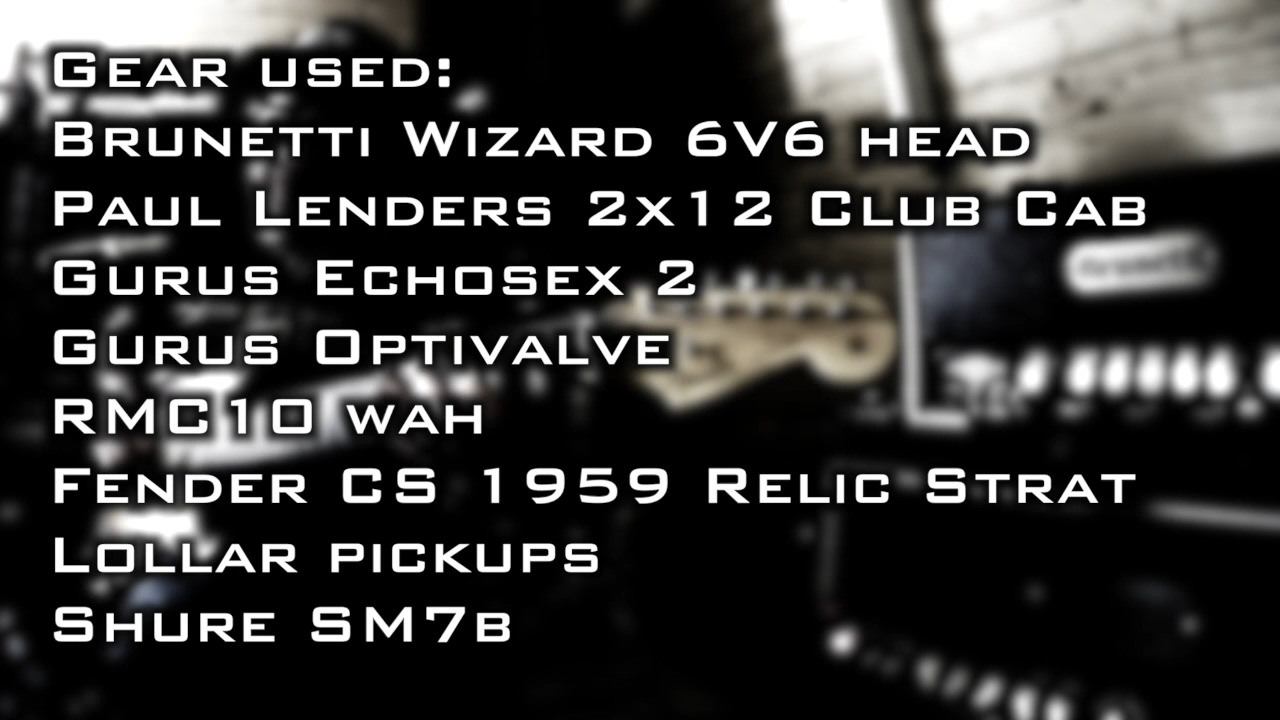 Gear used:
Brunetti Wizard 6V6 head
Paul Lenders 2x12 Club Cab
Gurus Echosex 2
Gurus Optivalve
RMC10 wah
Fender CS 1959 Relic Strat
Lollar pickups
Shure SM7b